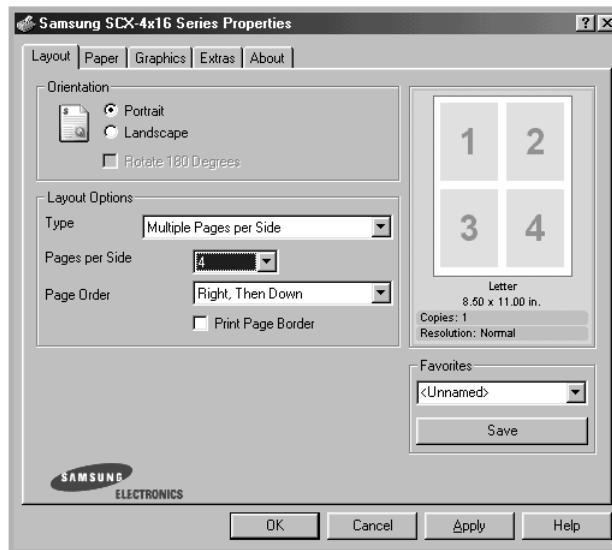 Samsung SCX-4x16 Series Properties
Layout Paper Graphics Extras About
Orientation
Portrait
Landscape
Rotate 180 Degrees
Layout Options
Type Multiple Pages per Side
Pages per Side 4
Page Order Right, Then Down
Print Page Border
1 2
3 4
Letter
8.50 x 11.00 in.
Copies: 1
Resolution: Normal
Favorites
<Unnamed>
Save
SAMSUNG
ELECTRONICS
OK Cancel Apply Help